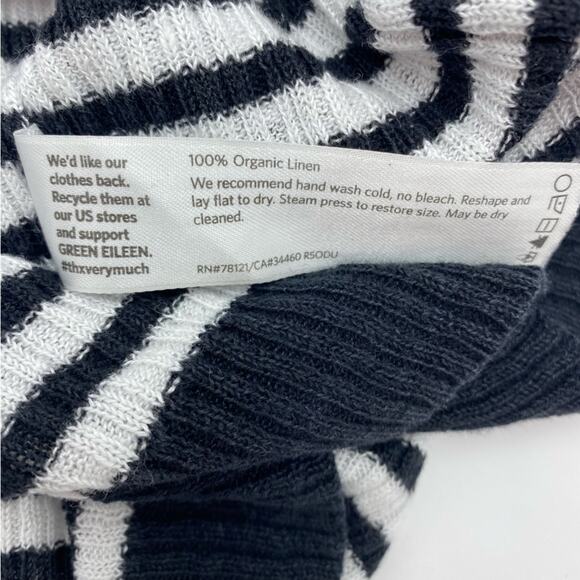 We'd like our
clothes back.
Recycle them at
our US stores
and support
GREEN EILEEN.
#thxverymuch
100% Organic Linen
We recommend hand wash cold, no bleach. Reshape and
lay flat to dry. Steam press to restore size. May be dry
cleaned.
RN#78121/CA#34460 R5ODU